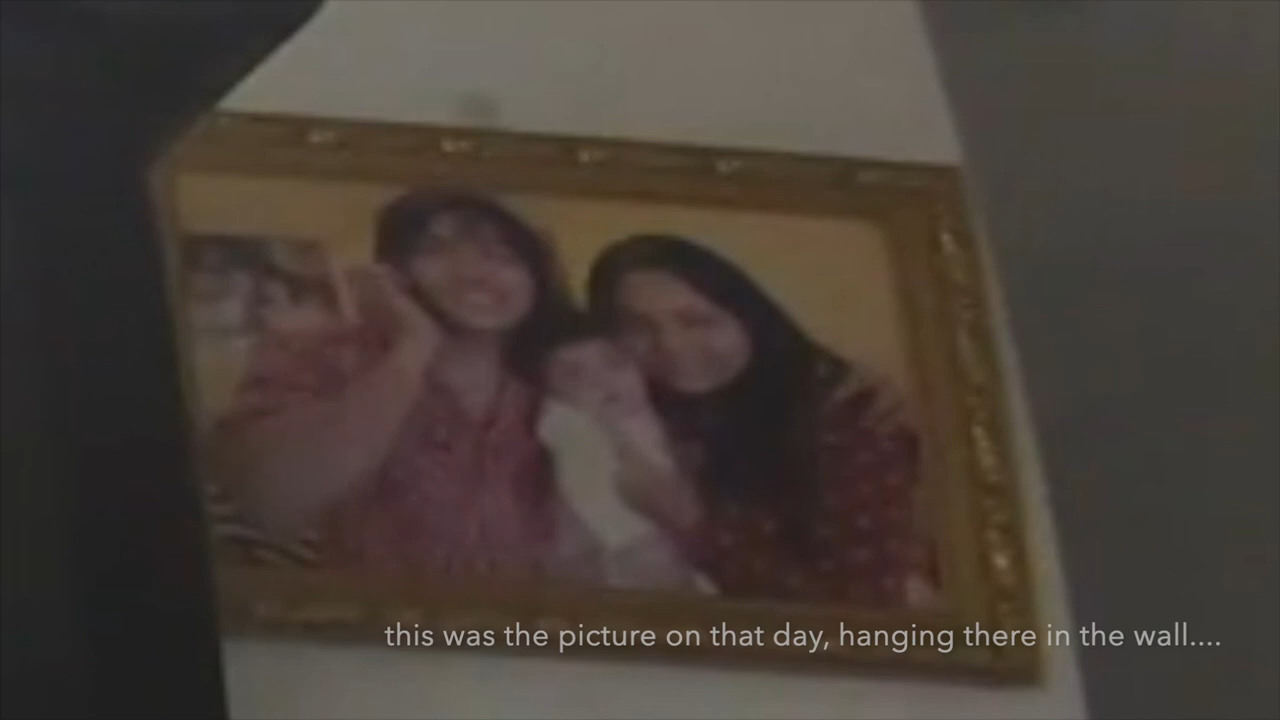 this was the picture on that day, hanging there in the wall....